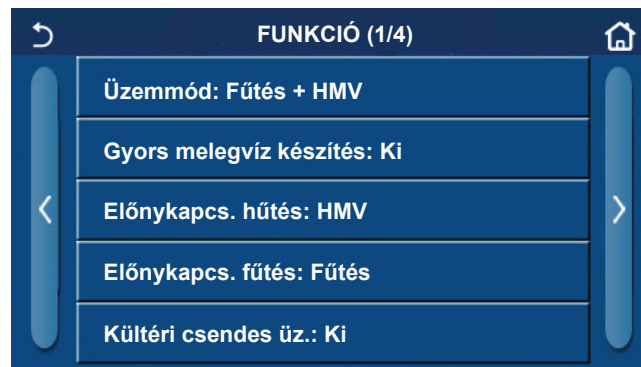 FUNKCIÓ (1/4)
Üzemmód: Fűtés + HMV
Gyors melegvíz készítés: Ki
Előnykapcs. hűtés: HMV
Előnykapcs. fűtés: Fűtés
Kültéri csendes üz.: Ki